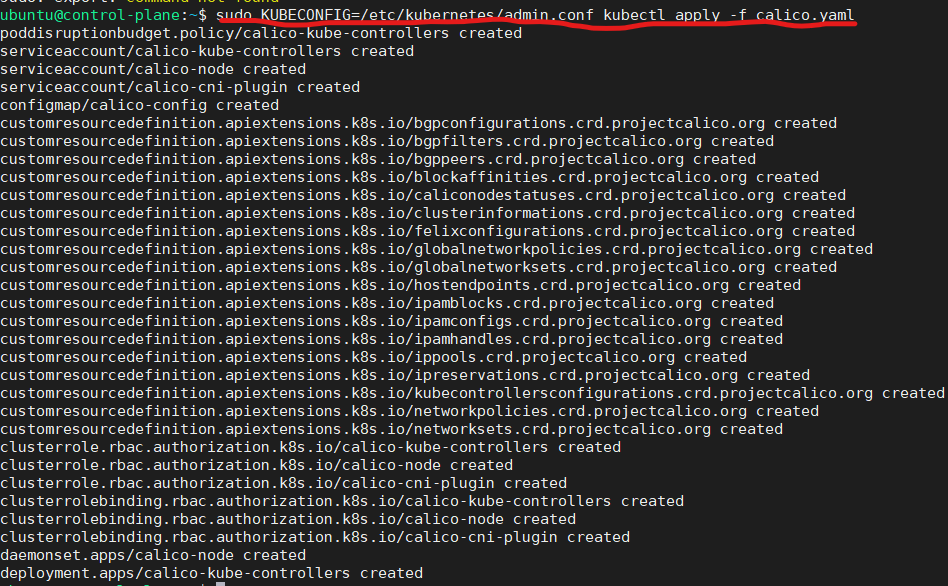 sudo: export: command not found
ubuntu@control-plane:~$ sudo KUBECONFIG=/etc/kubernetes/admin.conf kubectl apply -f calico.yaml
poddisruptionbudget.policy/calico-kube-controllers created
serviceaccount/calico-kube-controllers created
serviceaccount/calico-node created
serviceaccount/calico-cni-plugin created
configmap/calico-config created
customresourcedefinition.apiextensions.k8s.io/bgpconfigurations.crd.projectcalico.org created
customresourcedefinition.apiextensions.k8s.io/bgpfilters.crd.projectcalico.org created
customresourcedefinition.apiextensions.k8s.io/bgppeers.crd.projectcalico.org created
customresourcedefinition.apiextensions.k8s.io/blockaffinities.crd.projectcalico.org created
customresourcedefinition.apiextensions.k8s.io/caliconodestatuses.crd.projectcalico.org created
customresourcedefinition.apiextensions.k8s.io/clusterinformations.crd.projectcalico.org created
customresourcedefinition.apiextensions.k8s.io/felixconfigurations.crd.projectcalico.org created
customresourcedefinition.apiextensions.k8s.io/globalnetworkpolicies.crd.projectcalico.org created
customresourcedefinition.apiextensions.k8s.io/globalnetworksets.crd.projectcalico.org created
customresourcedefinition.apiextensions.k8s.io/hostendpoints.crd.projectcalico.org created
customresourcedefinition.apiextensions.k8s.io/ipamblocks.crd.projectcalico.org created
customresourcedefinition.apiextensions.k8s.io/ipamconfigs.crd.projectcalico.org created
customresourcedefinition.apiextensions.k8s.io/ipamhandles.crd.projectcalico.org created
customresourcedefinition.apiextensions.k8s.io/ippools.crd.projectcalico.org created
customresourcedefinition.apiextensions.k8s.io/ipreservations.crd.projectcalico.org created
customresourcedefinition.apiextensions.k8s.io/kubecontrollersconfigurations.crd.projectcalico.org created
customresourcedefinition.apiextensions.k8s.io/networkpolicies.crd.projectcalico.org created
customresourcedefinition.apiextensions.k8s.io/networksets.crd.projectcalico.org created
clusterrole.rbac.authorization.k8s.io/calico-kube-controllers created
clusterrole.rbac.authorization.k8s.io/calico-node created
clusterrole.rbac.authorization.k8s.io/calico-cni-plugin created
clusterrolebinding.rbac.authorization.k8s.io/calico-kube-controllers created
clusterrolebinding.rbac.authorization.k8s.io/calico-node created
clusterrolebinding.rbac.authorization.k8s.io/calico-cni-plugin created
daemonset.apps/calico-node created
deployment.apps/calico-kube-controllers created